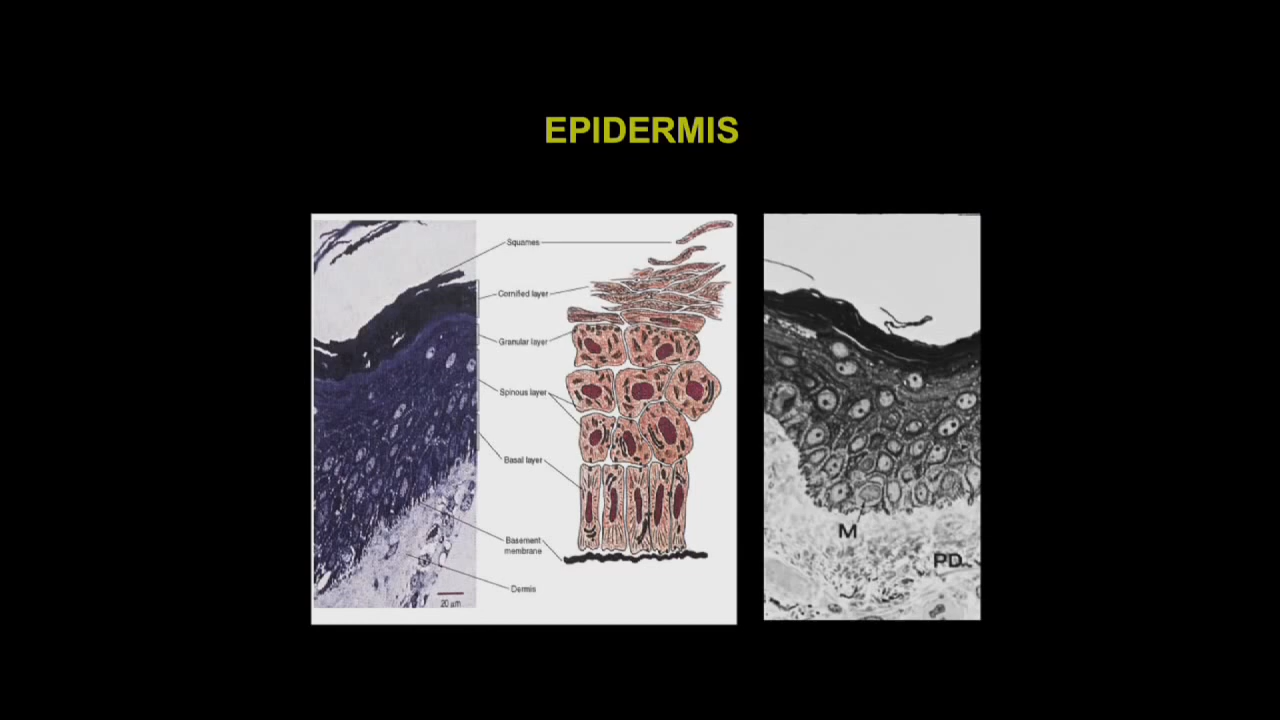 EPIDERMIS
Squames
Cornified layer
Granular layer
Spinous layer
Basal layer
Basement
membrane
Dermis
20 µm
M
PD